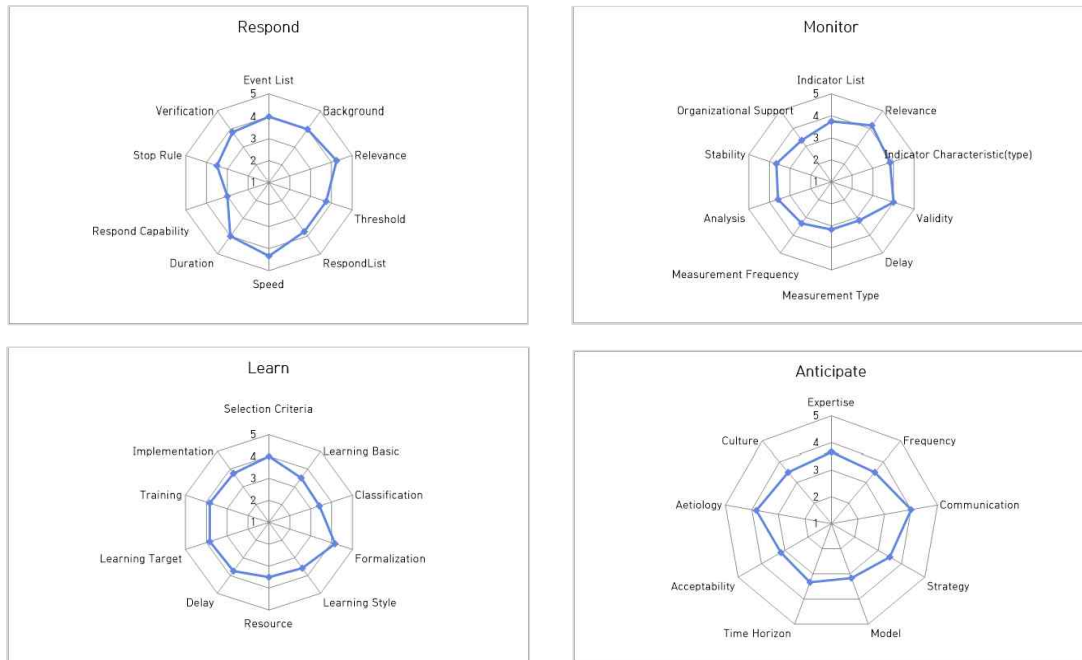 Respond
Event List
5
Verification
Background
4
3
Stop Rule
Relevance
2
1
Respond Capability
Threshold
Duration
RespondList
Speed
Monitor
Indicator List
5
Organizational Support
Relevance
4
3
Stability
Indicator Characteristic(type)
2
1
Analysis
Validity
Measurement Frequency
Delay
Measurement Type
Learn
Selection Criteria
5
Implementation
Learning Basic
4
3
Training
Classification
2
1
Learning Target
Formalization
Delay
Learning Style
Resource
Anticipate
Expertise
5
Culture
Frequency
4
3
Aetiology
Communication
2
1
Acceptability
Strategy
Time Horizon
Model